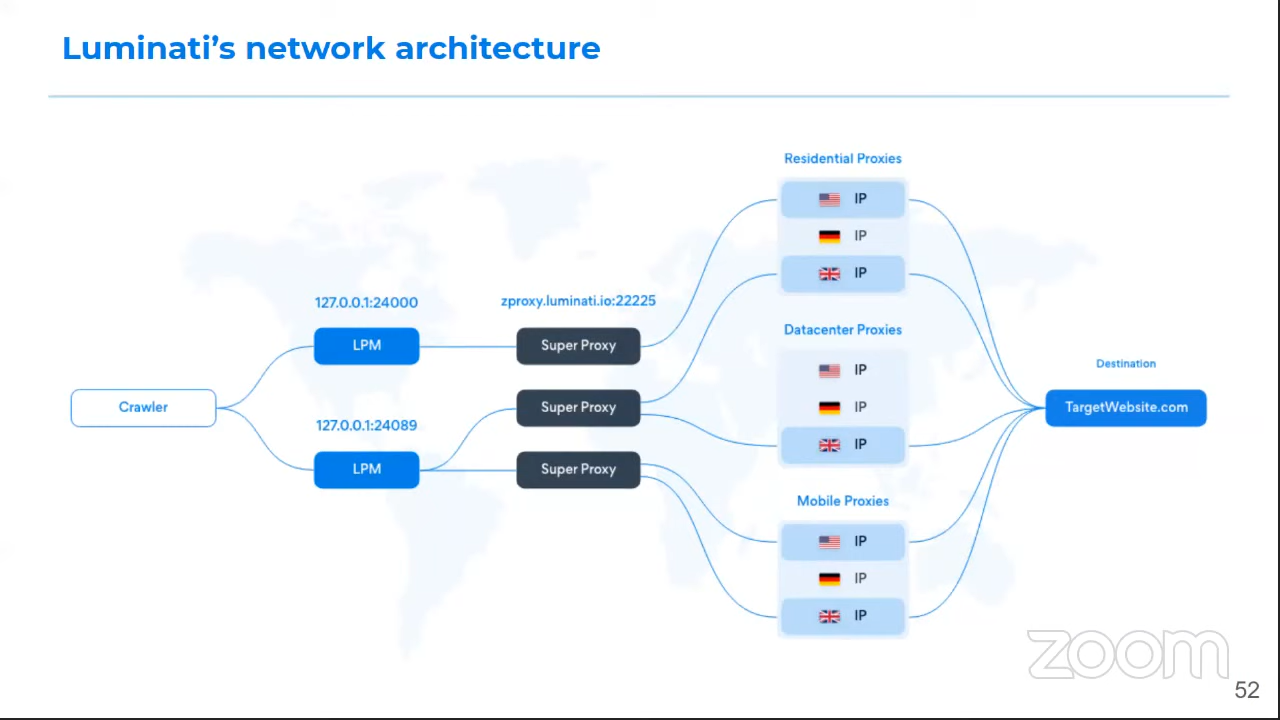 Luminati’s network architecture
Crawler
127.0.0.1:24000
LPM
127.0.0.1:24089
LPM
zproxy.luminati.io:22225
Super Proxy
Super Proxy
Super Proxy
Residential Proxies
IP
IP
IP
Datacenter Proxies
IP
IP
IP
Mobile Proxies
IP
IP
IP
Destination
TargetWebsite.com
zoom
52